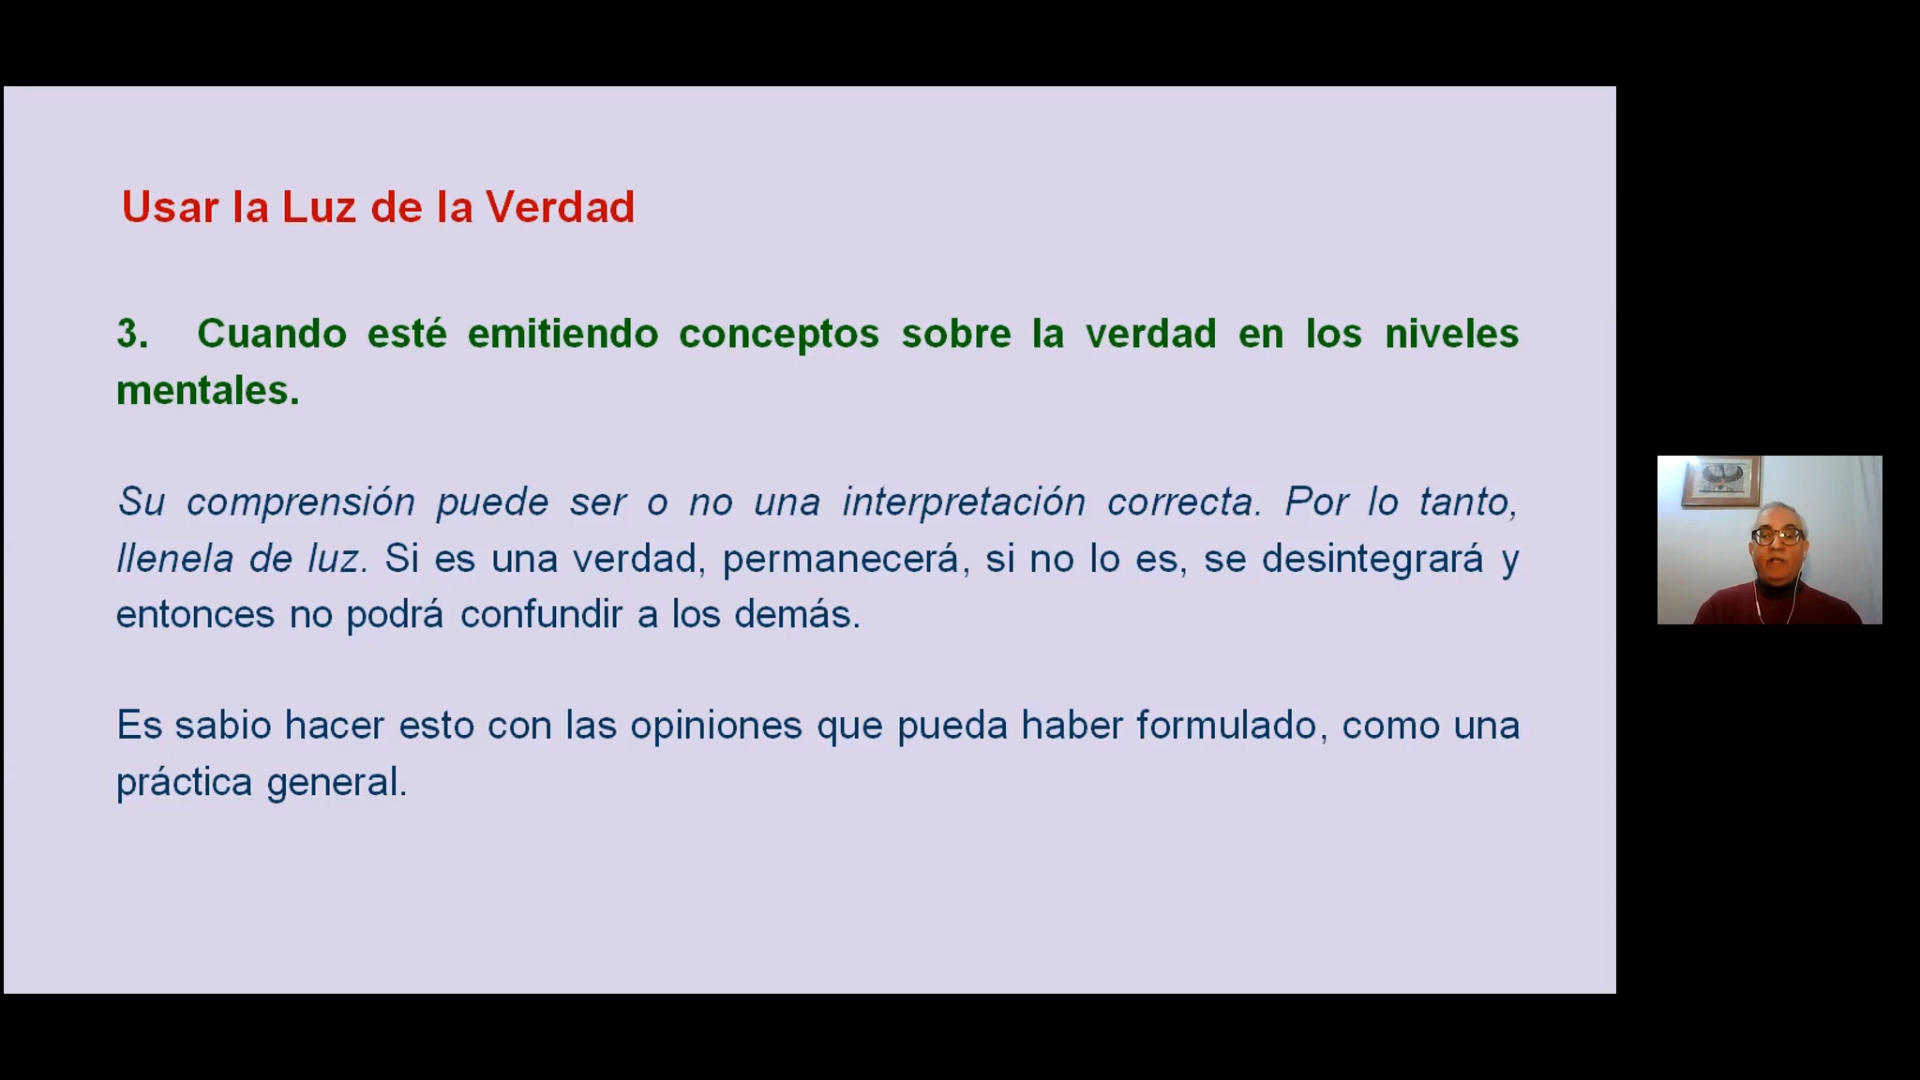 Usar la Luz de la Verdad
3. Cuando esté emitiendo conceptos sobre la verdad en los niveles
mentales.
Su comprensión puede ser o no una interpretación correcta. Por lo tanto,
llenela de luz. Si es una verdad, permanecerá, si no lo es, se desintegrará y
entonces no podrá confundir a los demás.
Es sabio hacer esto con las opiniones que pueda haber formulado, como una
práctica general.